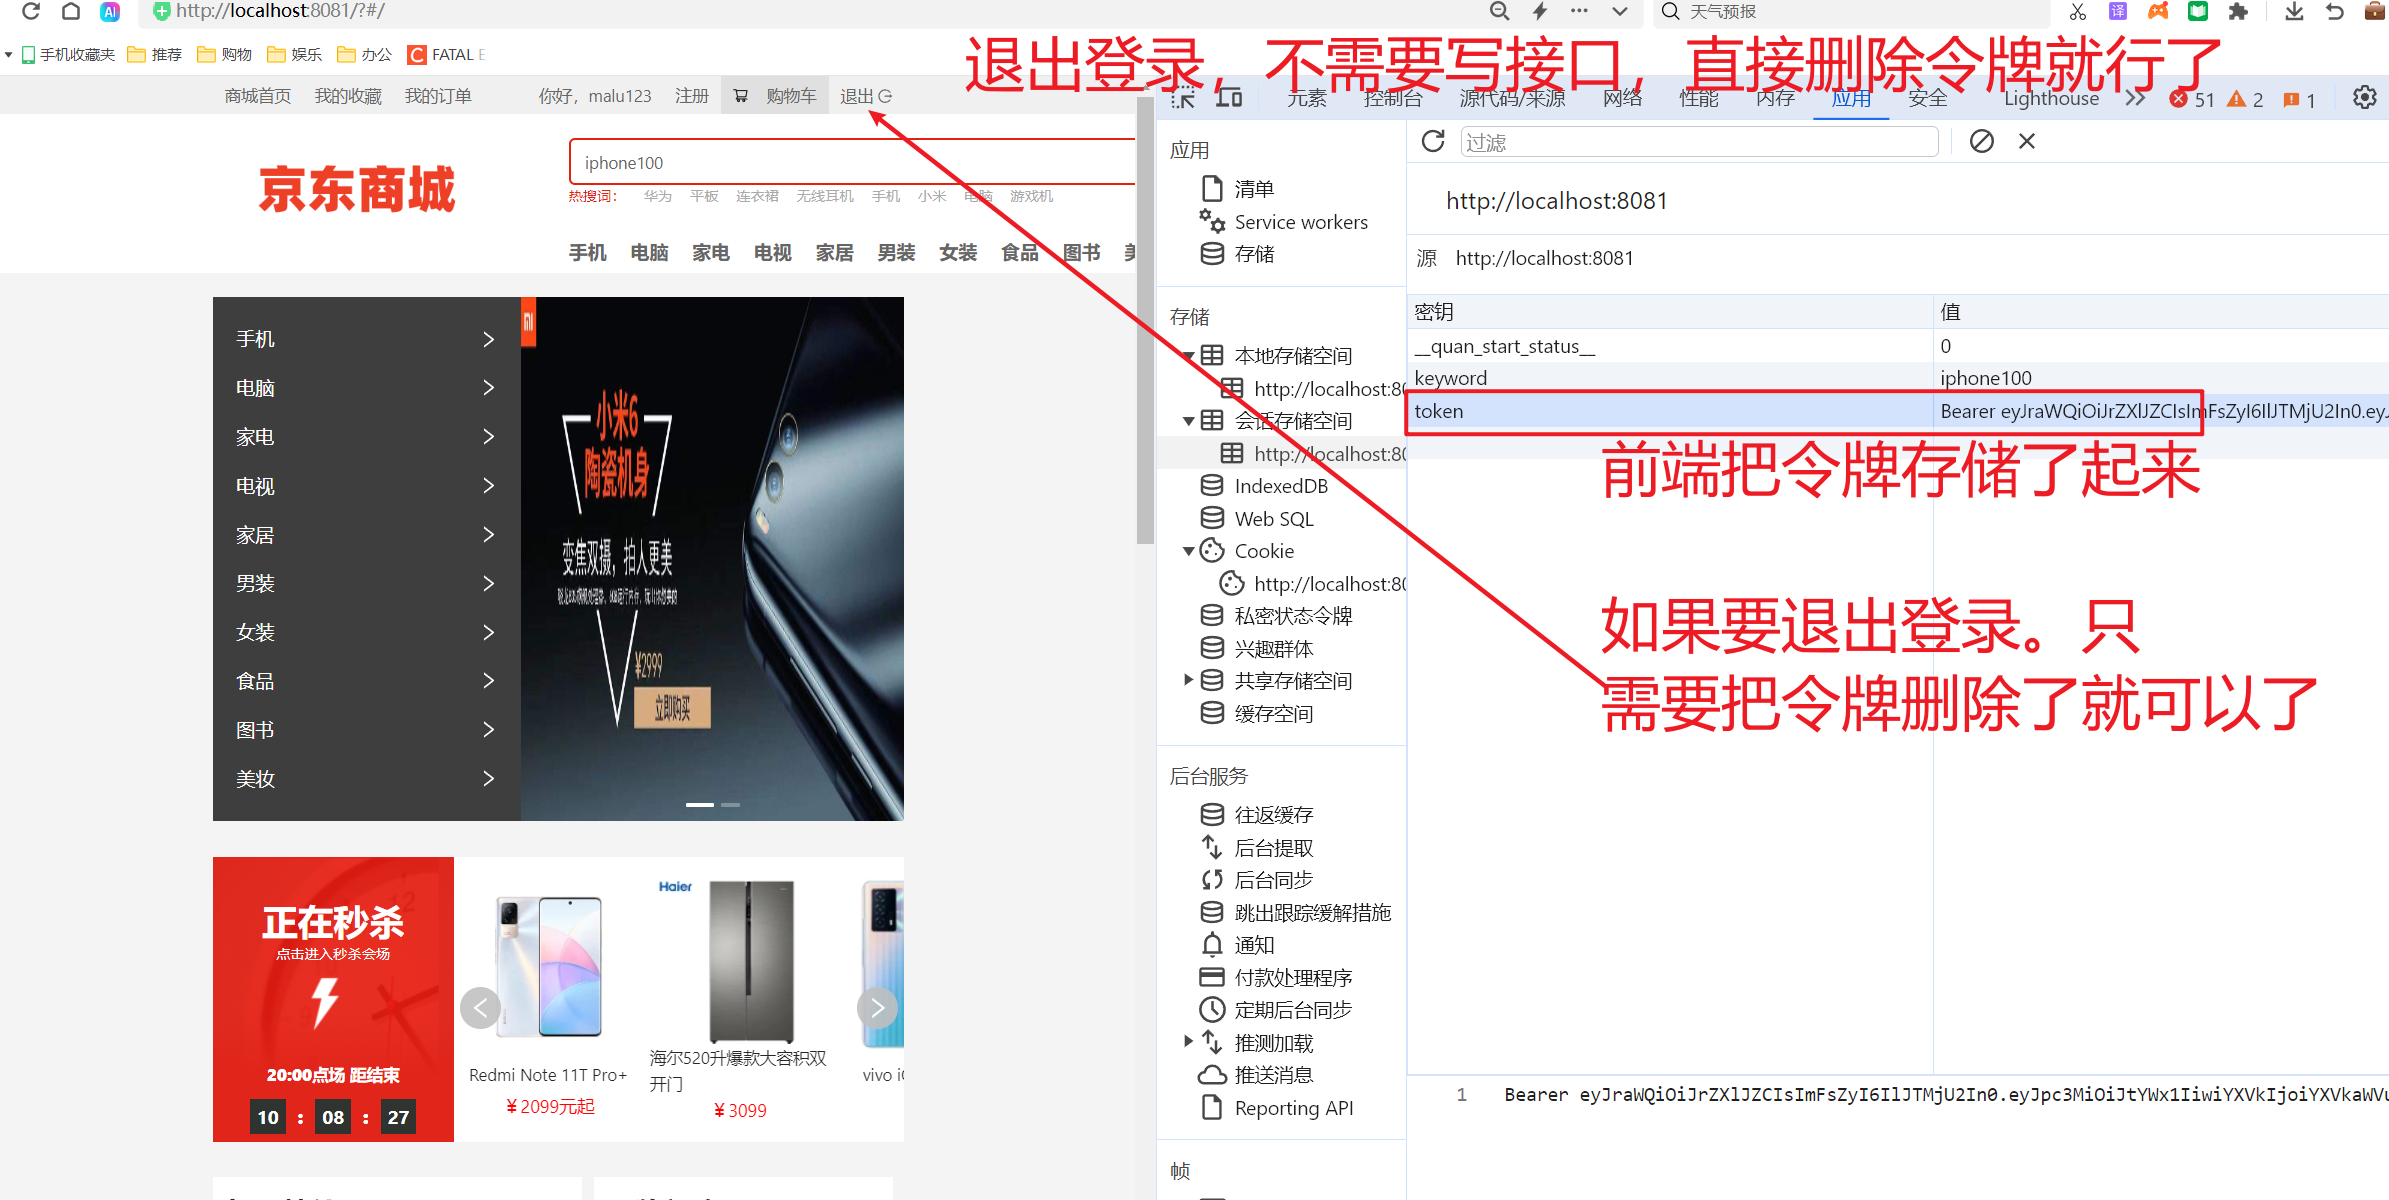 http://localhost:8081/?#/
天气预报
手机收藏夹 推荐 购物 娱乐 办公 FATAL E
退出登录，不需要写接口，直接删除令牌就行了
商城首页 我的收藏 我的订单 你好，malu123 注册 购物车 退出
元素 控制台 源代码/来源 网络 性能 内存 应用 安全 Lighthouse 51 2 1
京东商城
iphone100
热搜词： 华为 平板 连衣裙 无线耳机 手机 小米 电脑 游戏机
手机 电脑 家电 电视 家居 男装 女装 食品 图书 美
手机
电脑
家电
电视
家居
男装
女装
食品
图书
美妆
小米6
陶瓷机身
变焦双摄，拍人更美
¥2999
立即购买
正在秒杀
点击进入秒杀会场
20:00点场 距结束
10 : 08 : 27
Redmi Note 11T Pro+
¥2099元起
Haier
海尔520升爆款大容积双
开门
¥3099
vivo iC
应用
清单
Service workers
存储
存储
本地存储空间
http://localhost:80
会话存储空间
http://localhost:80
IndexedDB
Web SQL
Cookie
http://localhost:80
私密状态令牌
兴趣群体
共享存储空间
缓存空间
后台服务
往返缓存
后台提取
后台同步
跳出跟踪缓解措施
通知
付款处理程序
定期后台同步
推测加载
推送消息
Reporting API
帧
过滤
http://localhost:8081
源 http://localhost:8081
密钥 值
__quan_start_status__ 0
keyword iphone100
token Bearer eyJraWQiOiJrZXlJZCIsImFsZyI6IlJTMjU2In0.eyJ
前端把令牌存储了起来
如果要退出登录。只
需要把令牌删除了就可以了
1 Bearer eyJraWQiOiJrZXlJZCIsImFsZyI6IlJTMjU2In0.eyJpc3MiOiJtYWx1IiwiYXVkIjoiYXVkaWVu